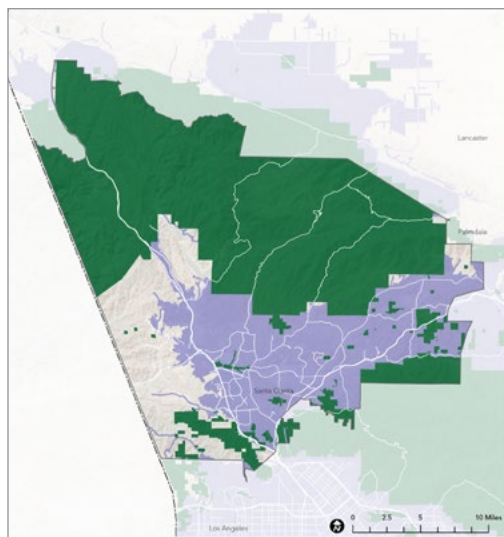 Lancaster
Palmdale
Santa Clarita
Los Angeles
N
0 2.5 5 10 Miles